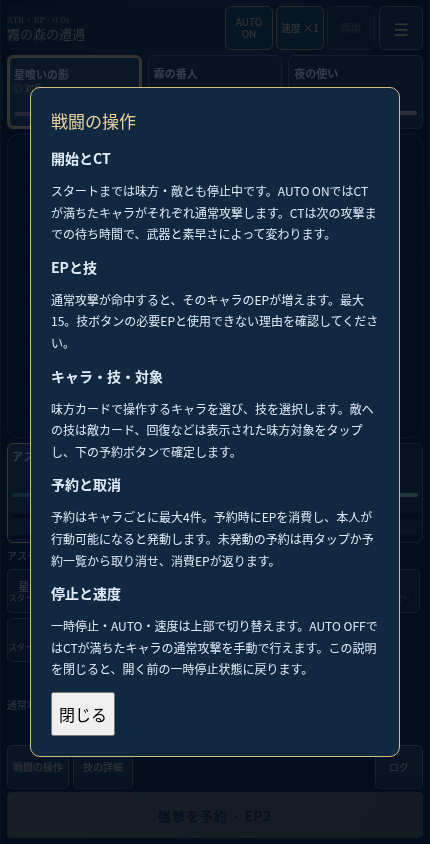 ATB・EP・0.0s
霧の森の遭遇
AUTO
ON
速度 ×1
再開
☰
星喰いの影
霧の番人
夜の使い
戦闘の操作
開始とCT
スタートまでは味方・敵とも停止中です。AUTO ONではCT
が満ちたキャラがそれぞれ通常攻撃します。CTは次の攻撃ま
での待ち時間で、武器と素早さによって変わります。
EPと技
通常攻撃が命中すると、そのキャラのEPが増えます。最大
15。技ボタンの必要EPと使用できない理由を確認してくださ
い。
キャラ・技・対象
味方カードで操作するキャラを選び、技を選択します。敵へ
の技は敵カード、回復などは表示された味方対象をタップ
し、下の予約ボタンで確定します。
予約と取消
予約はキャラごとに最大4件。予約時にEPを消費し、本人が
行動可能になると発動します。未発動の予約は再タップか予
約一覧から取り消せ、消費EPが返ります。
停止と速度
一時停止・AUTO・速度は上部で切り替えます。AUTO OFFで
はCTが満ちたキャラの通常攻撃を手動で行えます。この説明
を閉じると、開く前の一時停止状態に戻ります。
閉じる
戦闘の操作
技の詳細
ログ
強撃を予約・EP2